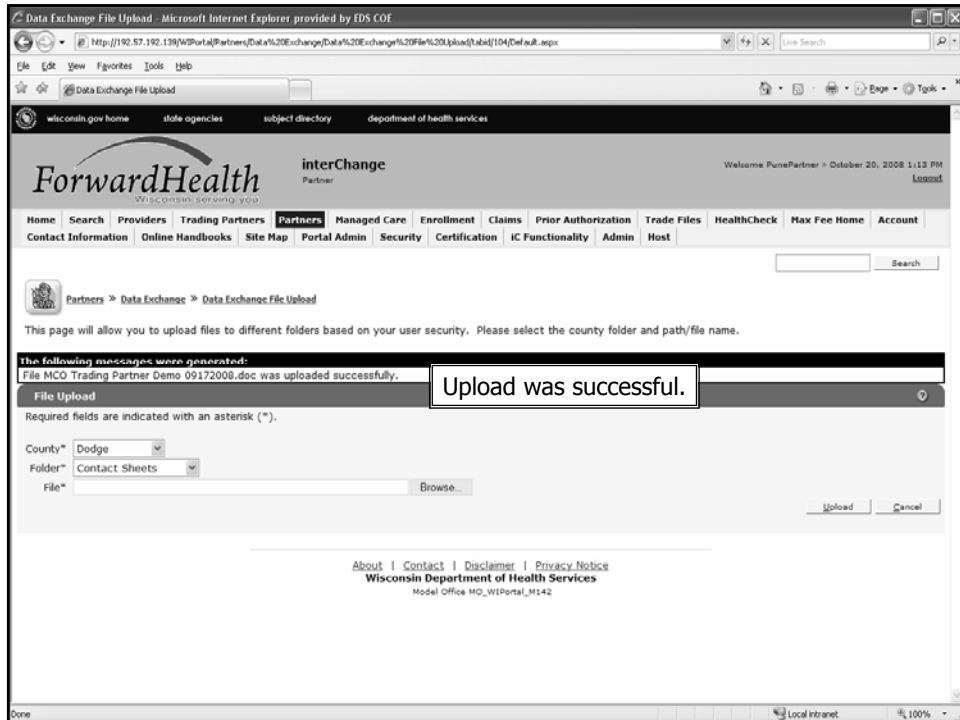 Data Exchange File Upload - Microsoft Internet Explorer provided by EDS COE
http://192.57.192.139/WIPortal/Partners/Data%20Exchange/Data%20Exchange%20File%20Upload/tabid/104/Default.aspx
Live Search
File Edit View Favorites Tools Help
Data Exchange File Upload
Page Tools
wisconsin.gov home state agencies subject directory department of health services
ForwardHealth
Wisconsin serving you
interChange
Partner
Welcome PunePartner » October 20, 2008 1:13 PM
Logout
Home Search Providers Trading Partners Partners Managed Care Enrollment Claims Prior Authorization Trade Files HealthCheck Max Fee Home Account
Contact Information Online Handbooks Site Map Portal Admin Security Certification iC Functionality Admin Host
Search
Partners » Data Exchange » Data Exchange File Upload
This page will allow you to upload files to different folders based on your user security. Please select the county folder and path/file name.
The following messages were generated:
File MCO Trading Partner Demo 09172008.doc was uploaded successfully.
Upload was successful.
File Upload
Required fields are indicated with an asterisk (*).
County* Dodge
Folder* Contact Sheets
File* Browse...
Upload Cancel
About | Contact | Disclaimer | Privacy Notice
Wisconsin Department of Health Services
Model Office MO_WIPortal_M142
Done Local intranet 100%